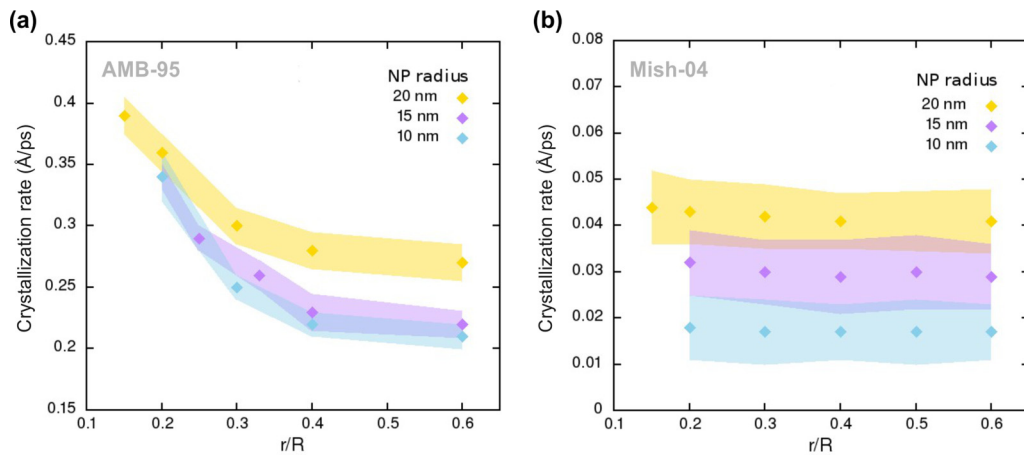 (a)
AMB-95
NP radius
20 nm
15 nm
10 nm
Crystallization rate (Å/ps)
0.45
0.4
0.35
0.3
0.25
0.2
0.15
0.1 0.2 0.3 0.4 0.5 0.6
r/R
(b)
Mish-04
NP radius
20 nm
15 nm
10 nm
Crystallization rate (Å/ps)
0.08
0.07
0.06
0.05
0.04
0.03
0.02
0.01
0
0.1 0.2 0.3 0.4 0.5 0.6
r/R